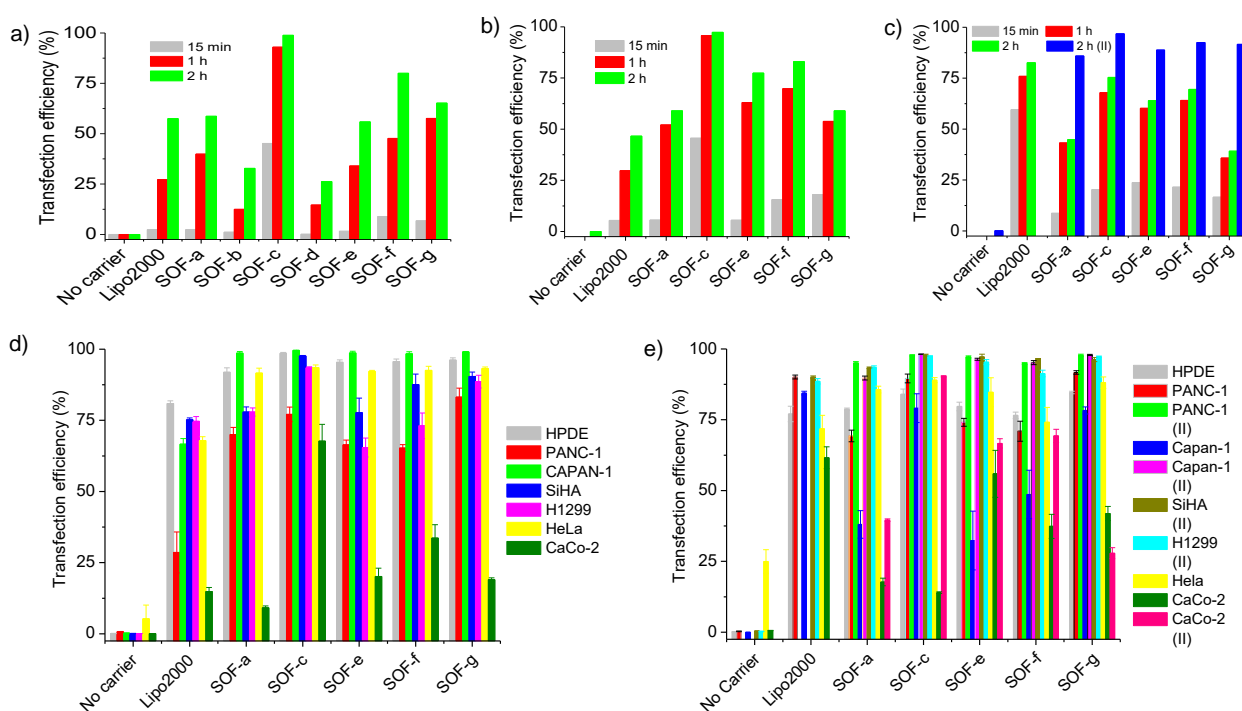 a)
Transfection efficiency (%)
100
75
50
25
0
15 min
1 h
2 h
No carrier
Lipo2000
SOF-a
SOF-b
SOF-c
SOF-d
SOF-e
SOF-f
SOF-g
b)
Transfection efficiency (%)
100
75
50
25
0
15 min
1 h
2 h
No carrier
Lipo2000
SOF-a
SOF-c
SOF-e
SOF-f
SOF-g
c)
Transfection efficiency (%)
100
75
50
25
0
15 min
1 h
2 h
2 h (II)
No carrier
Lipo2000
SOF-a
SOF-c
SOF-e
SOF-f
SOF-g
d)
Transfection efficiency (%)
100
75
50
25
0
HPDE
PANC-1
CAPAN-1
SiHA
H1299
HeLa
CaCo-2
No carrier
Lipo2000
SOF-a
SOF-c
SOF-e
SOF-f
SOF-g
e)
Transfection efficency (%)
100
75
50
25
0
HPDE
PANC-1
PANC-1
(II)
Capan-1
Capan-1
(II)
SiHA
(II)
H1299
(II)
Hela
CaCo-2
CaCo-2
(II)
No Carrier
Lipo2000
SOF-a
SOF-c
SOF-e
SOF-f
SOF-g